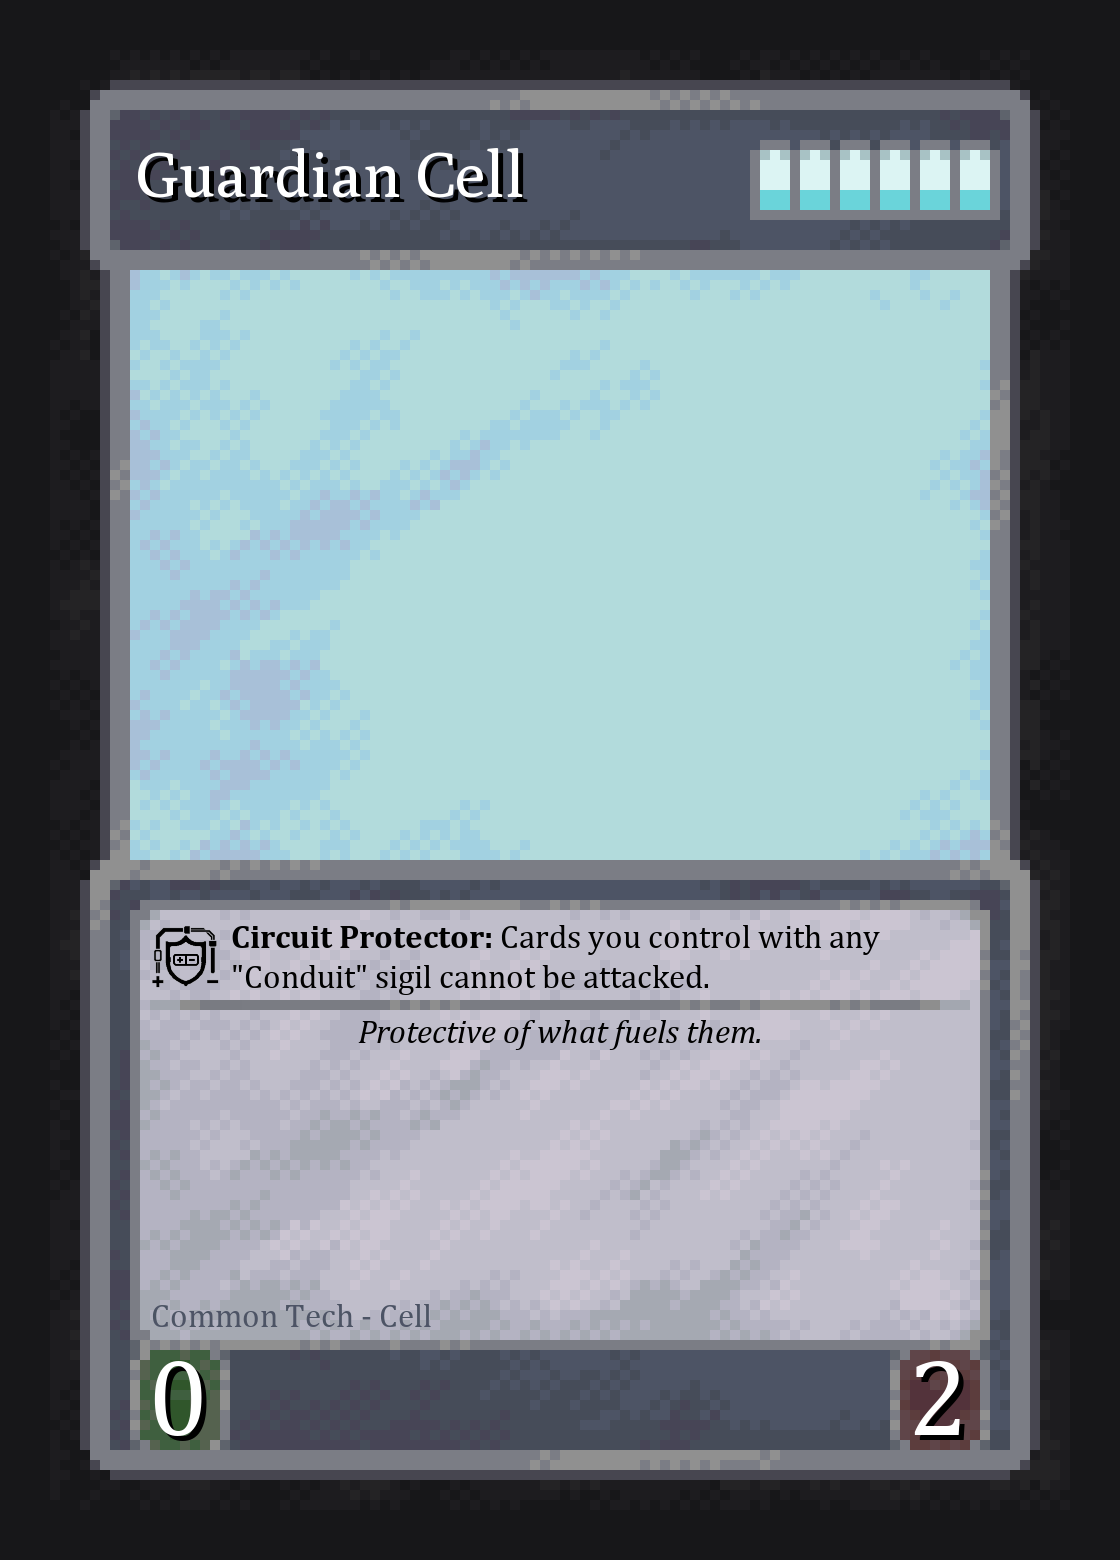 Guardian Cell
Circuit Protector: Cards you control with any
"Conduit" sigil cannot be attacked.
Protective of what fuels them.
Common Tech - Cell
0
2